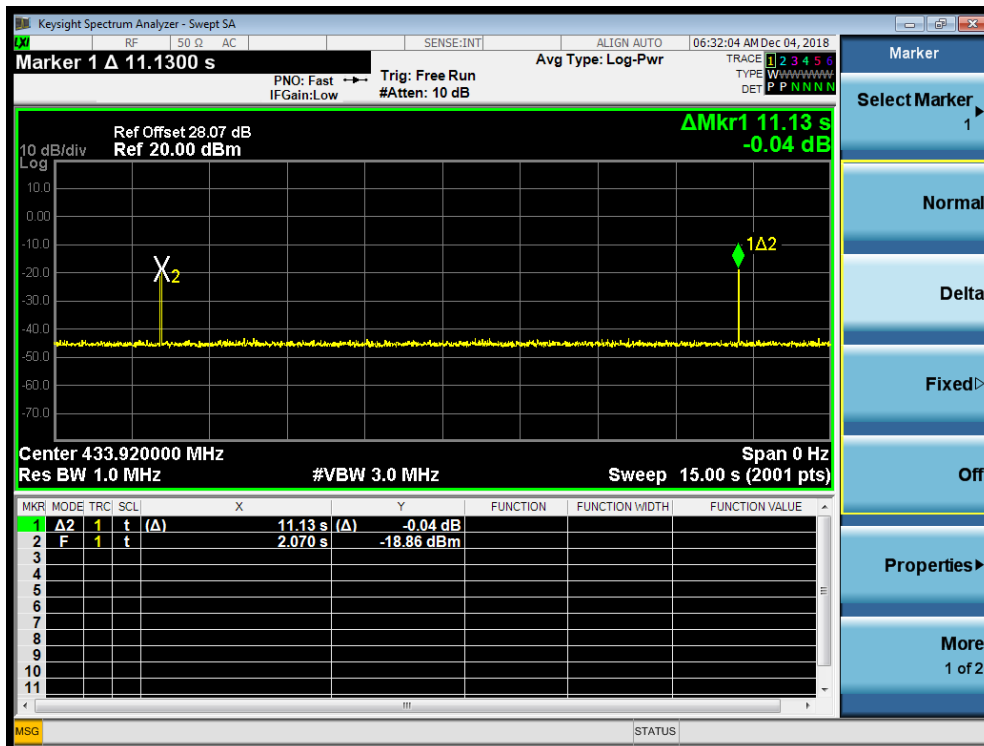 Keysight Spectrum Analyzer - Swept SA
LXI RF 50 Ω AC SENSE:INT ALIGN AUTO 06:32:04 AM Dec 04, 2018
Marker 1 Δ 11.1300 s
PNO: Fast
IFGain:Low
Trig: Free Run
#Atten: 10 dB
Avg Type: Log-Pwr
TRACE 1 2 3 4 5 6
TYPE W W W W W W
DET P P N N N N
Ref Offset 28.07 dB
10 dB/div Ref 20.00 dBm
Log
ΔMkr1 11.13 s
-0.04 dB
10.0
0.00
-10.0
-20.0
-30.0
-40.0
-50.0
-60.0
-70.0
X2
1Δ2
Center 433.920000 MHz Span 0 Hz
Res BW 1.0 MHz #VBW 3.0 MHz Sweep 15.00 s (2001 pts)
MKR MODE TRC SCL X Y FUNCTION FUNCTION WIDTH FUNCTION VALUE
1 Δ2 1 t (Δ) 11.13 s (Δ) -0.04 dB
2 F 1 t 2.070 s -18.86 dBm
3
4
5
6
7
8
9
10
11
MSG STATUS
Marker
Select Marker
1
Normal
Delta
Fixed
Off
Properties
More
1 of 2